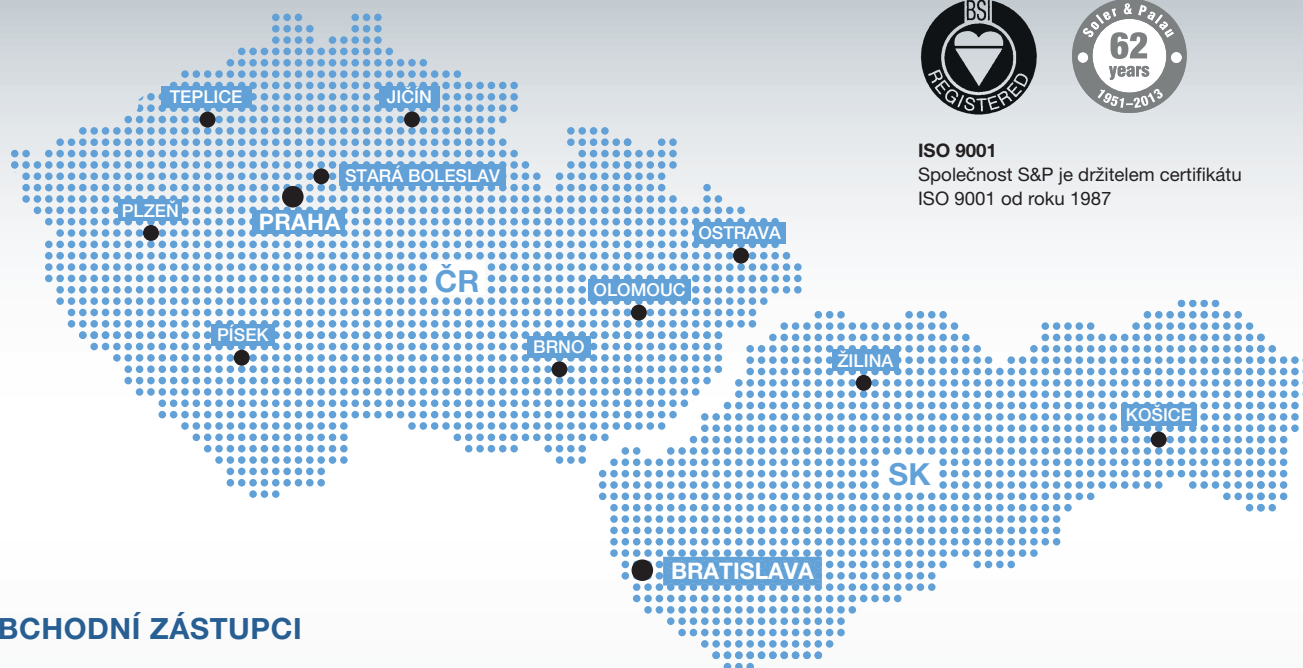 BSI
REGISTERED
Soler & Palau
62
years
1951–2013
ISO 9001
Společnost S&P je držitelem certifikátu
ISO 9001 od roku 1987
TEPLICE
JIČÍN
STARÁ BOLESLAV
PRAHA
PLZEŇ
OSTRAVA
ČR
OLOMOUC
PÍSEK
BRNO
ŽILINA
KOŠICE
SK
BRATISLAVA
BCHODNÍ ZÁSTUPCI